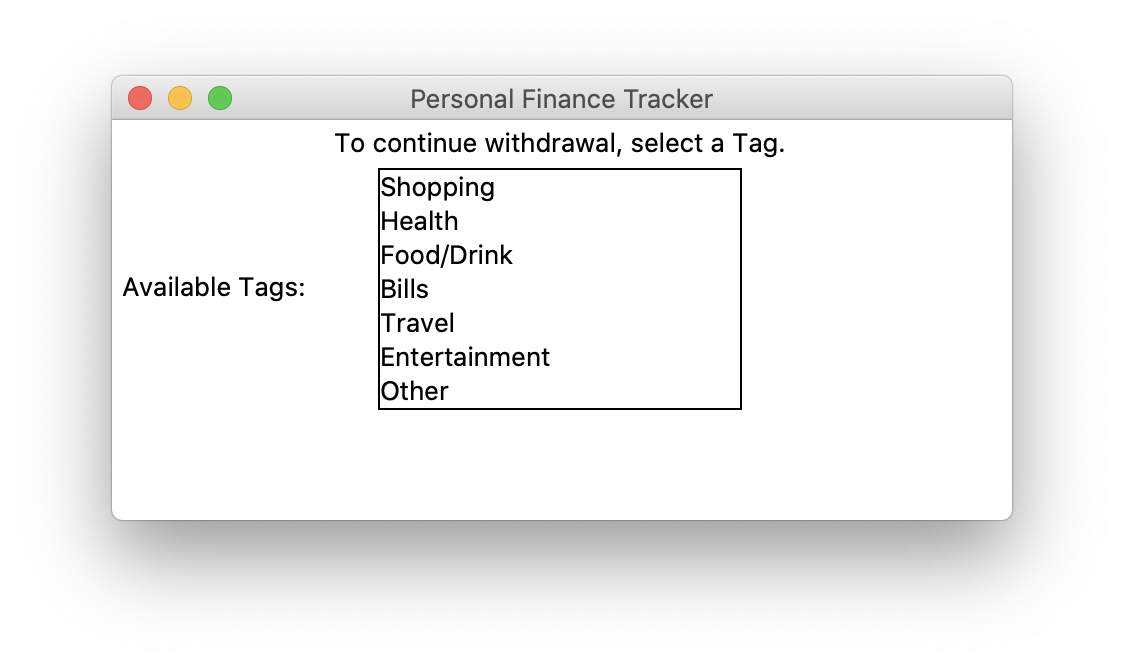 Personal Finance Tracker
To continue withdrawal, select a Tag.
Available Tags:
Shopping
Health
Food/Drink
Bills
Travel
Entertainment
Other